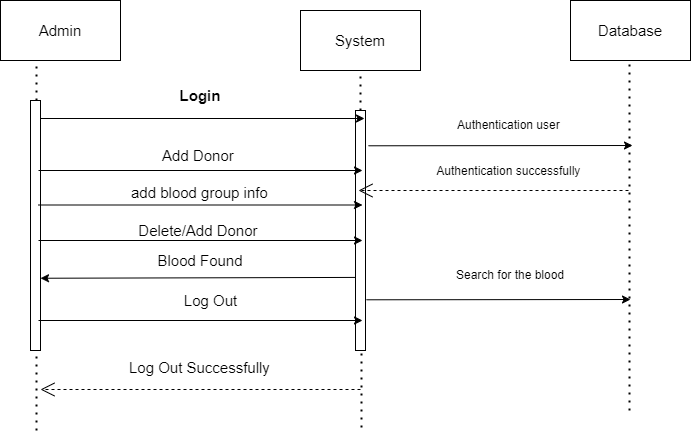 Admin
System
Database
Login
Authentication user
Add Donor
Authentication successfully
add blood group info
Delete/Add Donor
Blood Found
Search for the blood
Log Out
Log Out Successfully